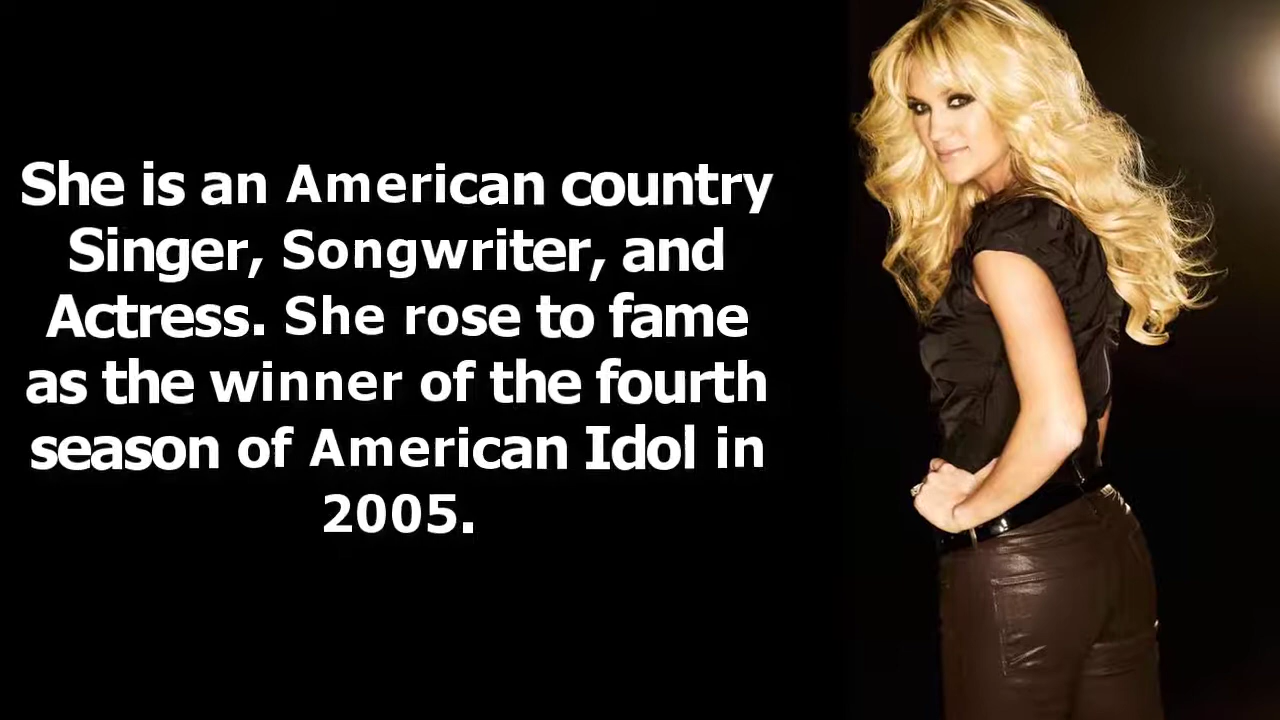 She is an American country
Singer, Songwriter, and
Actress. She rose to fame
as the winner of the fourth
season of American Idol in
2005.